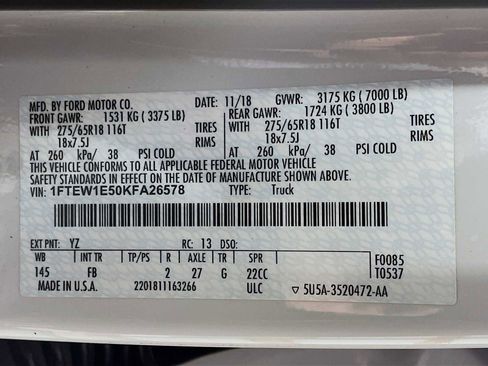 MFD. BY FORD MOTOR CO. DATE: 11/18 GVWR: 3175 KG ( 7000 LB)
FRONT GAWR: 1531 KG ( 3375 LB) REAR GAWR: 1724 KG ( 3800 LB)
WITH 275/65R18 116T TIRES WITH 275/65R18 116T TIRES
18x7.5J RIMS 18x7.5J RIMS
AT 260 kPa/ 38 PSI COLD AT 260 kPa/ 38 PSI COLD
THIS VEHICLE CONFORMS TO ALL APPLICABLE FEDERAL MOTOR VEHICLE
SAFETY STANDARDS IN EFFECT ON THE DATE OF MANUFACTURE SHOWN ABOVE.
VIN: 1FTEW1E50KFA26578 TYPE: Truck
EXT PNT: YZ RC: 13 DSO: F0085
WB INT TR TP/PS R AXLE TR SPR T0537
145 FB 2 27 G 22CC
MADE IN U.S.A. 2201811163266 ULC ▽ 5U5A-3520472-AA